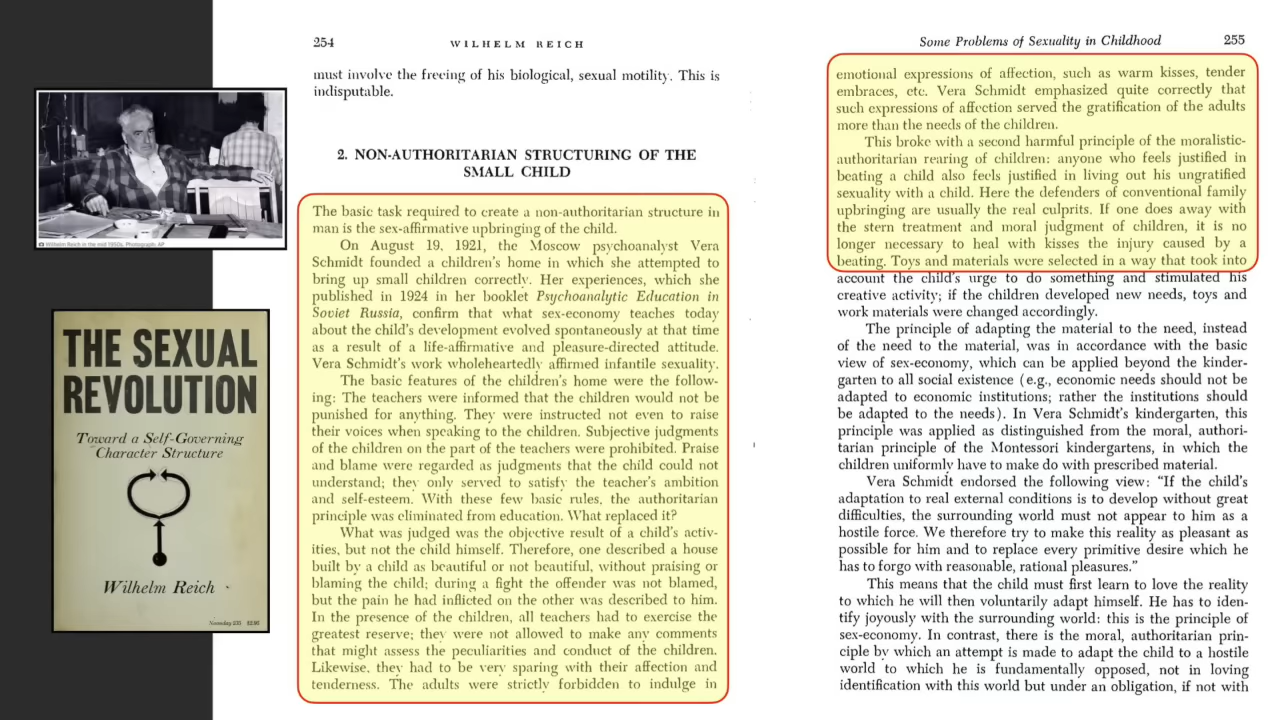 Wilhelm Reich in the mid 1950s. Photograph: AP
THE SEXUAL
REVOLUTION
Toward a Self-Governing
Character Structure
Wilhelm Reich
Noonday 235 $2.95
254 WILHELM REICH
must involve the freeing of his biological, sexual motility. This is
indisputable.
2. NON-AUTHORITARIAN STRUCTURING OF THE
SMALL CHILD
The basic task required to create a non-authoritarian structure in
man is the sex-affirmative upbringing of the child.
On August 19, 1921, the Moscow psychoanalyst Vera
Schmidt founded a children's home in which she attempted to
bring up small children correctly. Her experiences, which she
published in 1924 in her booklet Psychoanalytic Education in
Soviet Russia, confirm that what sex-economy teaches today
about the child's development evolved spontaneously at that time
as a result of a life-affirmative and pleasure-directed attitude.
Vera Schmidt's work wholeheartedly affirmed infantile sexuality.
The basic features of the children's home were the follow-
ing: The teachers were informed that the children would not be
punished for anything. They were instructed not even to raise
their voices when speaking to the children. Subjective judgments
of the children on the part of the teachers were prohibited. Praise
and blame were regarded as judgments that the child could not
understand; they only served to satisfy the teacher's ambition
and self-esteem. With these few basic rules, the authoritarian
principle was eliminated from education. What replaced it?
What was judged was the objective result of a child's activ-
ities, but not the child himself. Therefore, one described a house
built by a child as beautiful or not beautiful, without praising or
blaming the child; during a fight the offender was not blamed,
but the pain he had inflicted on the other was described to him.
In the presence of the children, all teachers had to exercise the
greatest reserve; they were not allowed to make any comments
that might assess the peculiarities and conduct of the children.
Likewise, they had to be very sparing with their affection and
tenderness. The adults were strictly forbidden to indulge in
Some Problems of Sexuality in Childhood 255
emotional expressions of affection, such as warm kisses, tender
embraces, etc. Vera Schmidt emphasized quite correctly that
such expressions of affection served the gratification of the adults
more than the needs of the children.
This broke with a second harmful principle of the moralistic-
authoritarian rearing of children: anyone who feels justified in
beating a child also feels justified in living out his ungratified
sexuality with a child. Here the defenders of conventional family
upbringing are usually the real culprits. If one does away with
the stern treatment and moral judgment of children, it is no
longer necessary to heal with kisses the injury caused by a
beating. Toys and materials were selected in a way that took into
account the child's urge to do something and stimulated his
creative activity; if the children developed new needs, toys and
work materials were changed accordingly.
The principle of adapting the material to the need, instead
of the need to the material, was in accordance with the basic
view of sex-economy, which can be applied beyond the kinder-
garten to all social existence (e.g., economic needs should not be
adapted to economic institutions; rather the institutions should
be adapted to the needs). In Vera Schmidt's kindergarten, this
principle was applied as distinguished from the moral, authori-
tarian principle of the Montessori kindergartens, in which the
children uniformly have to make do with prescribed material.
Vera Schmidt endorsed the following view: "If the child's
adaptation to real external conditions is to develop without great
difficulties, the surrounding world must not appear to him as a
hostile force. We therefore try to make this reality as pleasant as
possible for him and to replace every primitive desire which he
has to forgo with reasonable, rational pleasures."
This means that the child must first learn to love the reality
to which he will then voluntarily adapt himself. He has to iden-
tify joyously with the surrounding world: this is the principle of
sex-economy. In contrast, there is the moral, authoritarian prin-
ciple by which an attempt is made to adapt the child to a hostile
world to which he is fundamentally opposed, not in loving
identification with this world but under an obligation, if not with